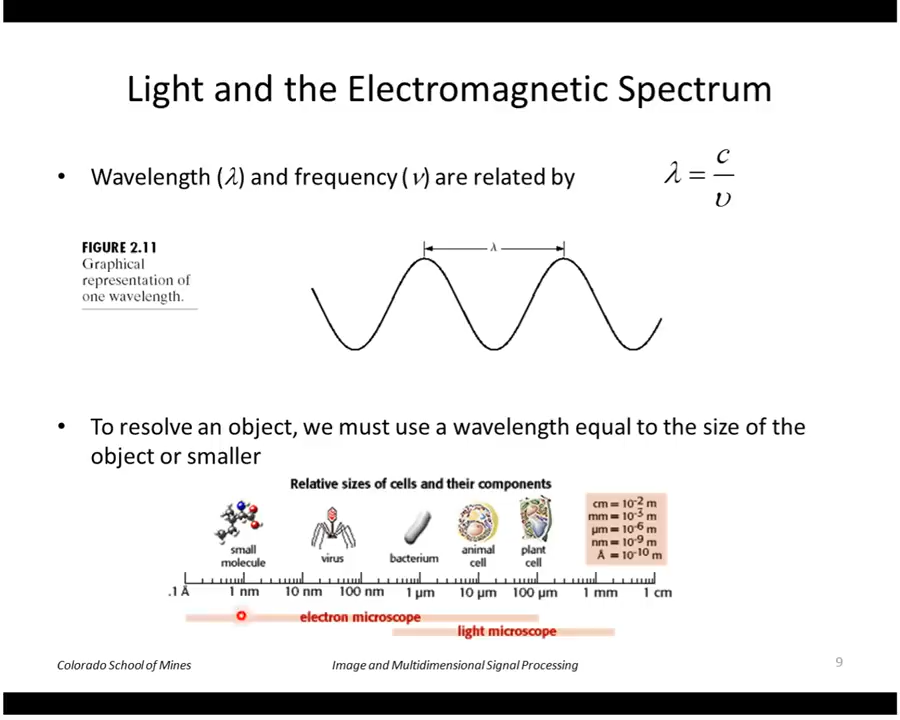 Light and the Electromagnetic Spectrum
• Wavelength (λ) and frequency (ν) are related by
λ = c/υ
FIGURE 2.11
Graphical
representation of
one wavelength.
λ
• To resolve an object, we must use a wavelength equal to the size of the
object or smaller
Relative sizes of cells and their components
cm = 10⁻² m
mm = 10⁻³ m
µm = 10⁻⁶ m
nm = 10⁻⁹ m
Å = 10⁻¹⁰ m
small
molecule
virus
bacterium
animal
cell
plant
cell
.1 Å 1 nm 10 nm 100 nm 1 µm 10 µm 100 µm 1 mm 1 cm
electron microscope
light microscope
Colorado School of Mines Image and Multidimensional Signal Processing 9